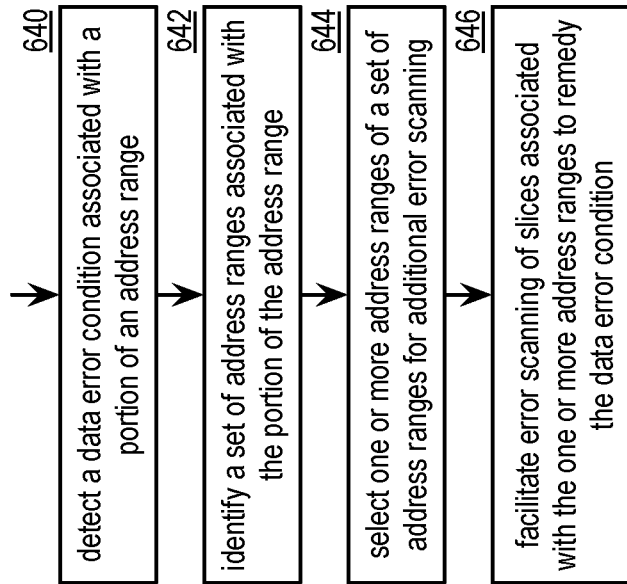 640
detect a data error condition associated with a
portion of an address range
642
identify a set of address ranges associated with
the portion of the address range
644
select one or more address ranges of a set of
address ranges for additional error scanning
646
facilitate error scanning of slices associated
with the one or more address ranges to remedy
the data error condition